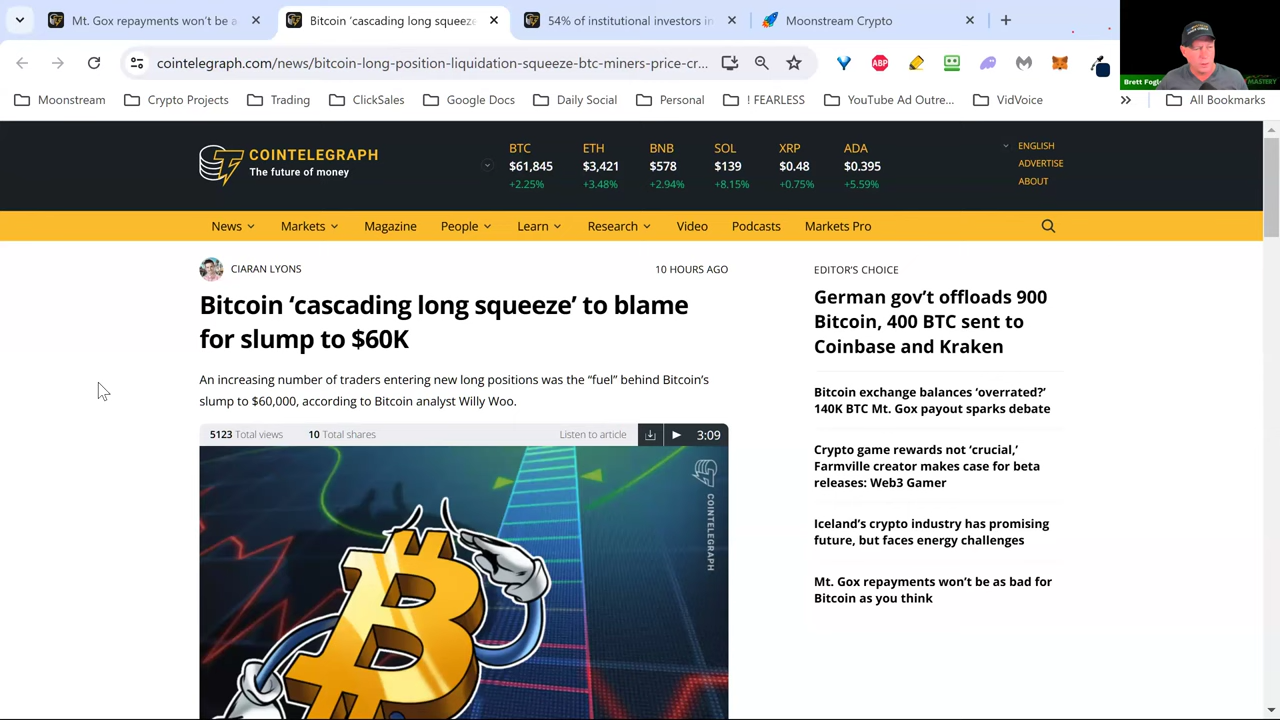 Mt. Gox repayments won't be a
Bitcoin 'cascading long squeeze
54% of institutional investors in
Moonstream Crypto
cointelegraph.com/news/bitcoin-long-position-liquidation-squeeze-btc-miners-price-cr...
ABP
Brett Fogle
MASTERY
Moonstream
Crypto Projects
Trading
ClickSales
Google Docs
Daily Social
Personal
! FEARLESS
YouTube Ad Outre...
VidVoice
All Bookmarks
COINTELEGRAPH
The future of money
BTC ETH BNB SOL XRP ADA
$61,845 $3,421 $578 $139 $0.48 $0.395
+2.25% +3.48% +2.94% +8.15% +0.75% +5.59%
ENGLISH
ADVERTISE
ABOUT
News Markets Magazine People Learn Research Video Podcasts Markets Pro
CIARAN LYONS
10 HOURS AGO
Bitcoin ‘cascading long squeeze’ to blame
for slump to $60K
An increasing number of traders entering new long positions was the “fuel” behind Bitcoin’s
slump to $60,000, according to Bitcoin analyst Willy Woo.
5123 Total views
10 Total shares
Listen to article
3:09
COINTELEGRAPH
EDITOR’S CHOICE
German gov’t offloads 900
Bitcoin, 400 BTC sent to
Coinbase and Kraken
Bitcoin exchange balances ‘overrated?’
140K BTC Mt. Gox payout sparks debate
Crypto game rewards not ‘crucial,’
Farmville creator makes case for beta
releases: Web3 Gamer
Iceland’s crypto industry has promising
future, but faces energy challenges
Mt. Gox repayments won’t be as bad for
Bitcoin as you think